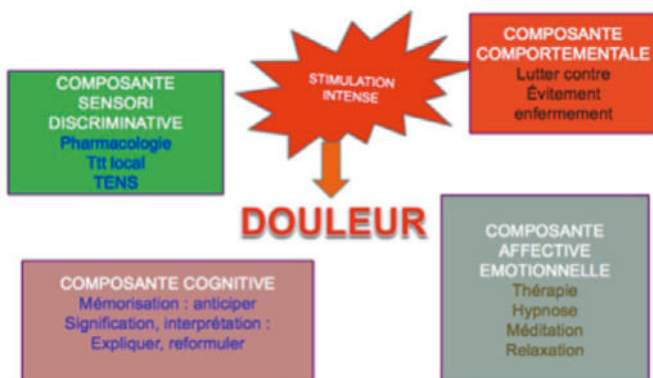 COMPOSANTE
SENSORI
DISCRIMINATIVE
Pharmacologie
Ttt local
TENS
STIMULATION
INTENSE
COMPOSANTE
COMPORTEMENTALE
Lutter contre
Évitement
enfermement
DOULEUR
COMPOSANTE COGNITIVE
Mémorisation : anticiper
Signification, interprétation :
Expliquer, reformuler
COMPOSANTE
AFFECTIVE
EMOTIONNELLE
Thérapie
Hypnose
Méditation
Relaxation